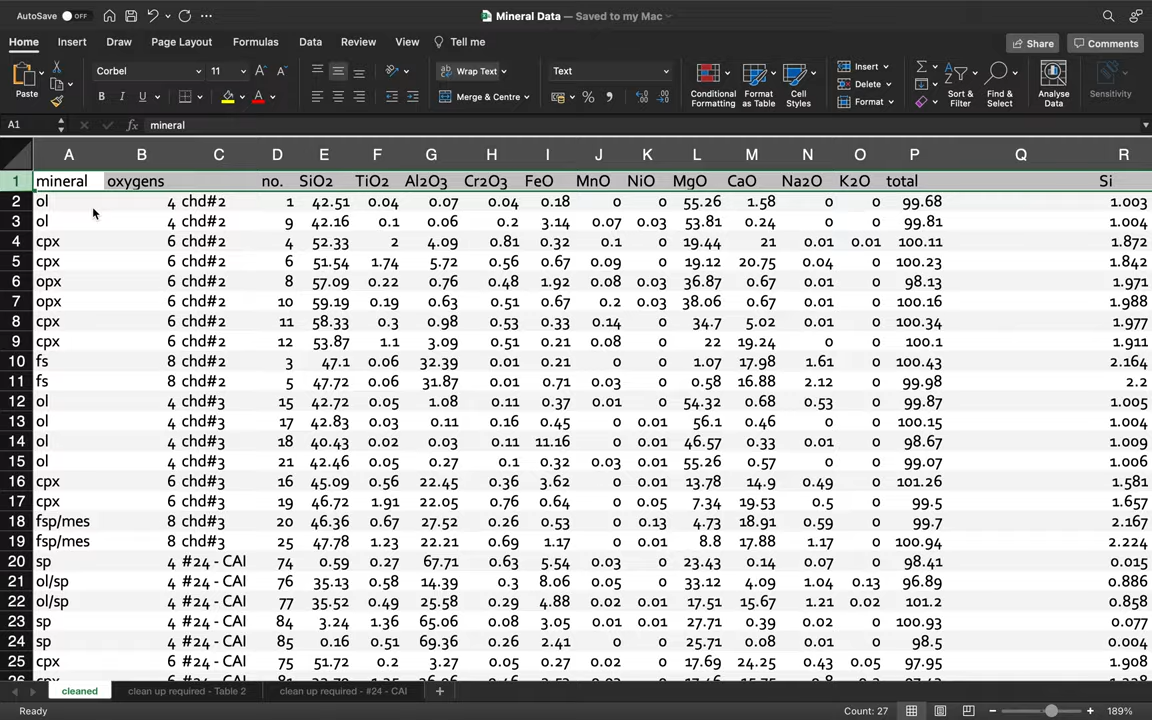 AutoSave OFF Mineral Data — Saved to my Mac
Home Insert Draw Page Layout Formulas Data Review View Tell me Share Comments
Paste Corbel 11 Wrap Text Text Conditional Formatting Format as Table Cell Styles Insert Sort & Filter Find & Select Analyse Data Sensitivity
B I U Merge & Centre Delete Format
A1 fx mineral
A B C D E F G H I J K L M N O P Q R
1 mineral oxygens no. SiO2 TiO2 Al2O3 Cr2O3 FeO MnO NiO MgO CaO Na2O K2O total Si
2 ol 4 chd#2 1 42.51 0.04 0.07 0.04 0.18 0 0 55.26 1.58 0 0 99.68 1.003
3 ol 4 chd#2 9 42.16 0.1 0.06 0.2 3.14 0.07 0.03 53.81 0.24 0 0 99.81 1.004
4 cpx 6 chd#2 4 52.33 2 4.09 0.81 0.32 0.1 0 19.44 21 0.01 0.01 100.11 1.872
5 cpx 6 chd#2 6 51.54 1.74 5.72 0.56 0.67 0.09 0 19.12 20.75 0.04 0 100.23 1.842
6 opx 6 chd#2 8 57.09 0.22 0.76 0.48 1.92 0.08 0.03 36.87 0.67 0.01 0 98.13 1.971
7 opx 6 chd#2 10 59.19 0.19 0.63 0.51 0.67 0.2 0.03 38.06 0.67 0.01 0 100.16 1.988
8 cpx 6 chd#2 11 58.33 0.3 0.98 0.53 0.33 0.14 0 34.7 5.02 0.01 0 100.34 1.977
9 cpx 6 chd#2 12 53.87 1.1 3.09 0.51 0.21 0.08 0 22 19.24 0 0 100.1 1.911
10 fs 8 chd#2 3 47.1 0.06 32.39 0.01 0.21 0 0 1.07 17.98 1.61 0 100.43 2.164
11 fs 8 chd#2 5 47.72 0.06 31.87 0.01 0.71 0.03 0 0.58 16.88 2.12 0 99.98 2.2
12 ol 4 chd#2 15 42.72 0.05 1.08 0.11 0.37 0.01 0 54.32 0.68 0.53 0 99.87 1.005
13 ol 4 chd#3 17 42.83 0.03 0.11 0.16 0.45 0 0.01 56.1 0.46 0 0 100.15 1.004
14 ol 4 chd#3 18 40.43 0.02 0.03 0.11 11.16 0 0.01 46.57 0.33 0.01 0 98.67 1.009
15 ol 4 chd#3 21 42.46 0.05 0.27 0.1 0.32 0.03 0.01 55.26 0.57 0 0 99.07 1.006
16 cpx 6 chd#3 16 45.09 0.56 22.45 0.36 3.62 0 0.01 13.78 14.9 0.49 0 101.26 1.581
17 cpx 6 chd#3 19 46.72 1.91 22.05 0.76 0.64 0 0.05 7.34 19.53 0.5 0 99.5 1.657
18 fsp/mes 8 chd#3 20 46.36 0.67 27.52 0.26 0.53 0 0.13 4.73 18.91 0.59 0 99.7 2.167
19 fsp/mes 8 chd#3 25 47.78 1.23 22.21 0.69 1.17 0 0.01 8.8 17.88 1.17 0 100.94 2.224
20 sp 4 #24 - CAI 74 0.59 0.27 67.71 0.63 5.54 0.03 0 23.43 0.14 0.07 0 98.41 0.015
21 ol/sp 4 #24 - CAI 76 35.13 0.58 14.39 0.3 8.06 0.05 0 33.12 4.09 1.04 0.13 96.89 0.886
22 ol/sp 4 #24 - CAI 77 35.52 0.49 25.58 0.29 4.88 0.02 0.01 17.51 15.67 1.21 0.02 101.2 0.858
23 sp 4 #24 - CAI 84 3.24 1.36 65.06 0.08 3.05 0.01 0.01 27.71 0.39 0.02 0 100.93 0.077
24 sp 4 #24 - CAI 85 0.16 0.51 69.36 0.26 2.41 0 0 25.71 0.08 0.01 0 98.5 0.004
25 cpx 6 #24 - CAI 75 51.72 0.2 3.27 0.05 0.27 0.02 0 17.69 24.25 0.43 0.05 97.95 1.908
cleaned clean up required - Table 2 clean up required - #24 - CAI
Ready Count: 27 189%